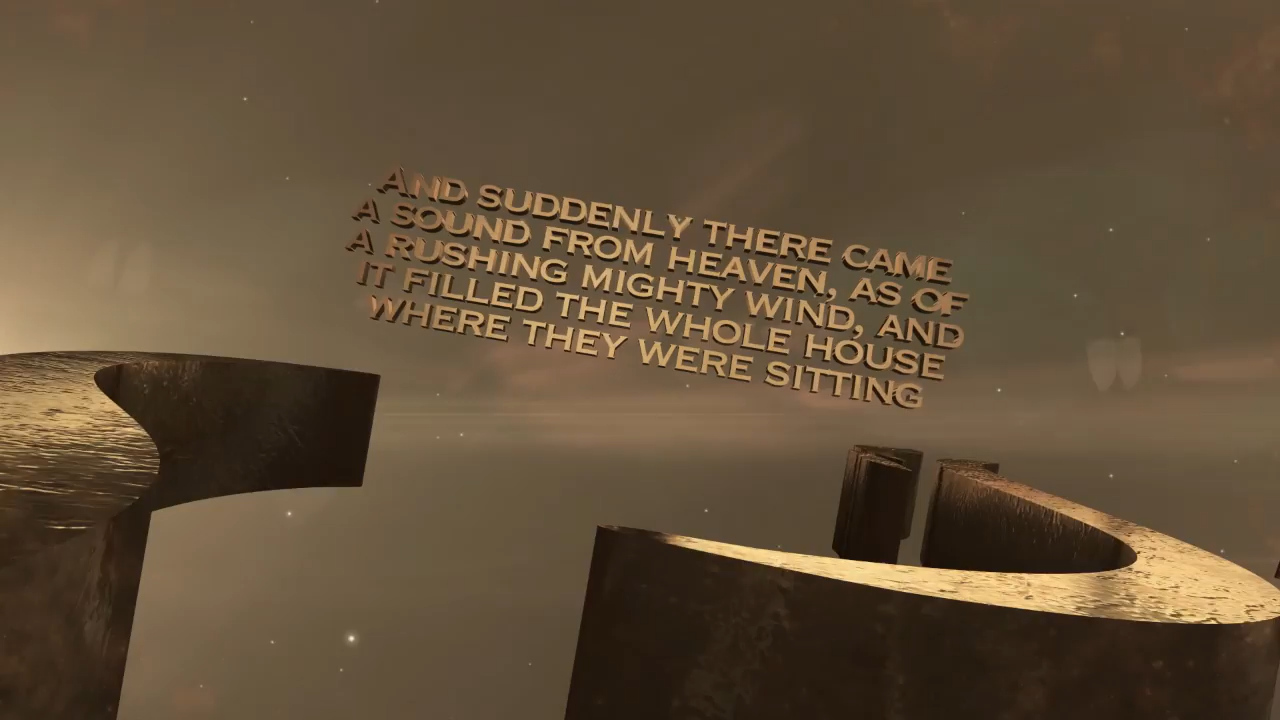 AND SUDDENLY THERE CAME
A SOUND FROM HEAVEN, AS OF
A RUSHING MIGHTY WIND, AND
IT FILLED THE WHOLE HOUSE
WHERE THEY WERE SITTING